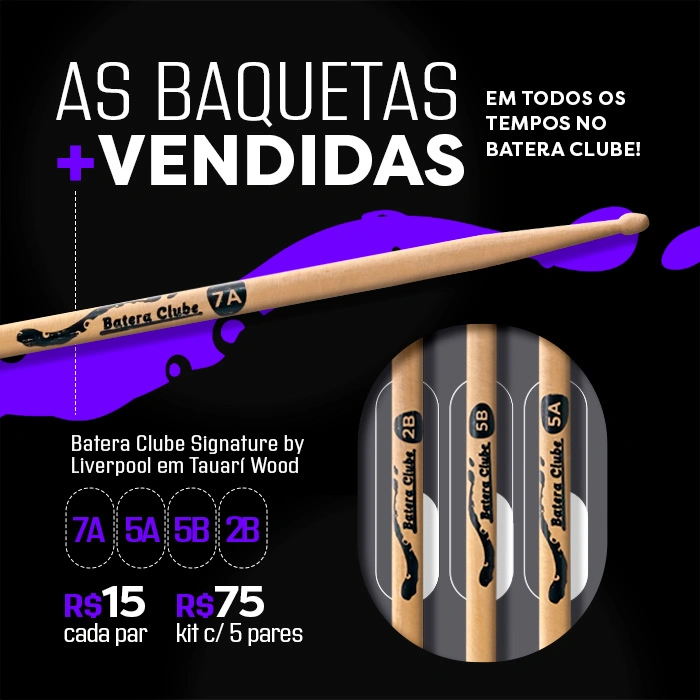 AS BAQUETAS
+VENDIDAS
EM TODOS OS
TEMPOS NO
BATERA CLUBE!
Batera Clube 7A
2B
Batera Clube
5B
Batera Clube
5A
Batera Clube
Batera Clube Signature by
Liverpool em Tauarí Wood
7A 5A 5B 2B
R$15 R$75
cada par kit c/ 5 pares